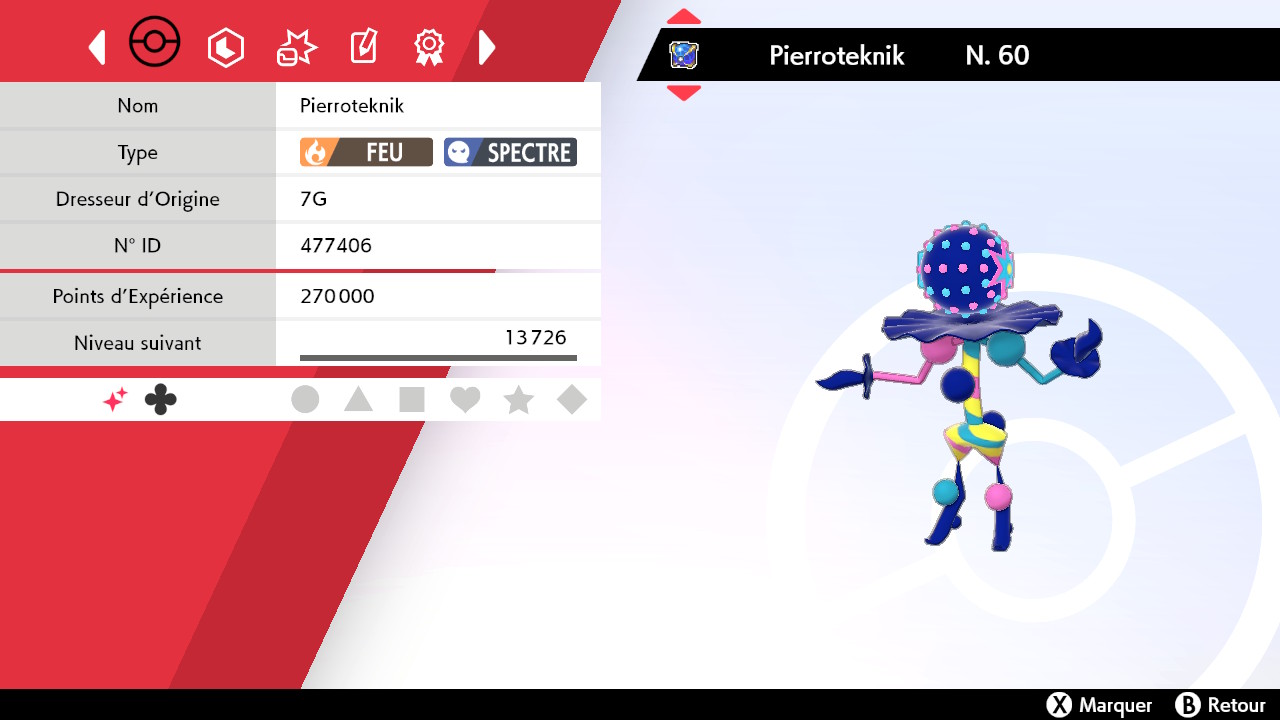 Pierroteknik N. 60
Nom Pierroteknik
Type FEU SPECTRE
Dresseur d'Origine 7G
N° ID 477406
Points d'Expérience 270 000
Niveau suivant 13 726
X Marquer B Retour